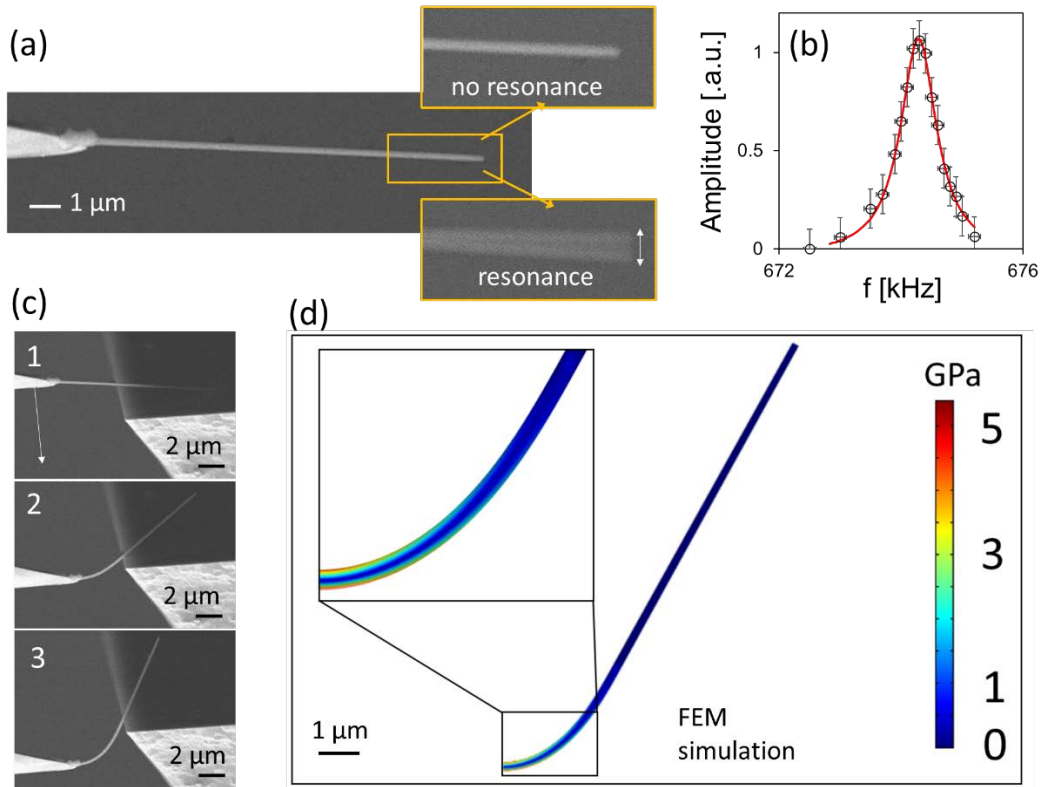 (a)
no resonance
1 µm
resonance
(b)
Amplitude [.a.u.]
1
0.5
0
672
676
f [kHz]
(c)
1
2 µm
2
2 µm
3
2 µm
(d)
GPa
5
3
1
0
1 µm
FEM
simulation